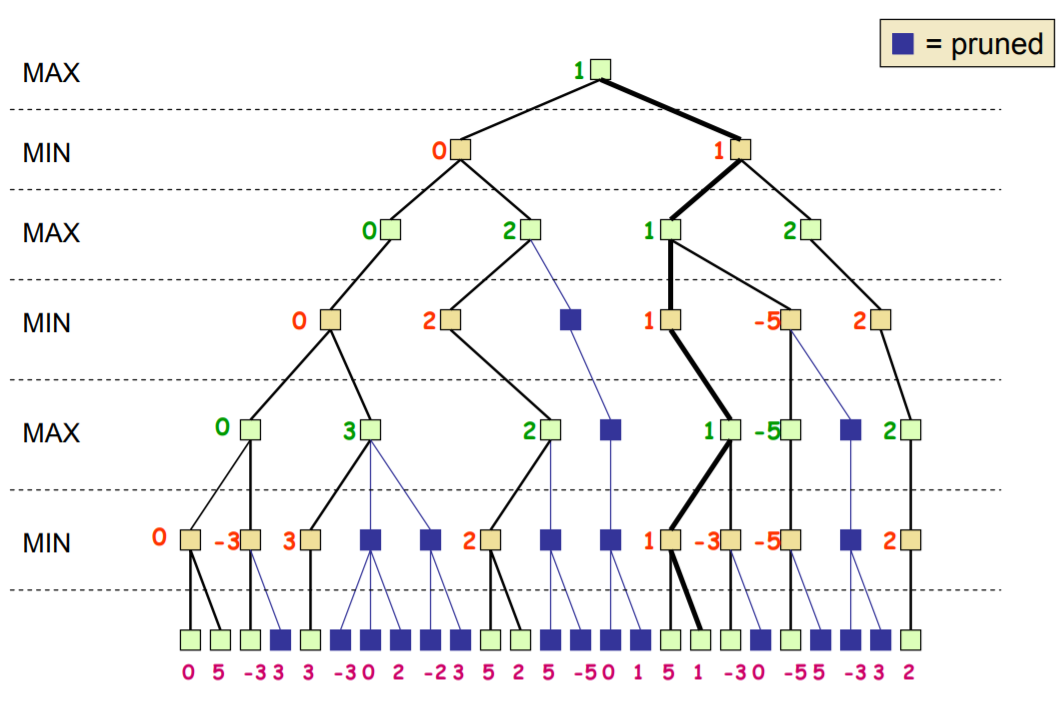 = pruned
MAX 1
MIN 0 1
MAX 0 2 1 2
MIN 0 2 1 -5 2
MAX 0 3 2 1 -5 2
MIN 0 -3 3 2 1 -3 -5 2
0 5 -3 3 3 -3 0 2 -2 3 5 2 5 -5 0 1 5 1 -3 0 -5 5 -3 3 2